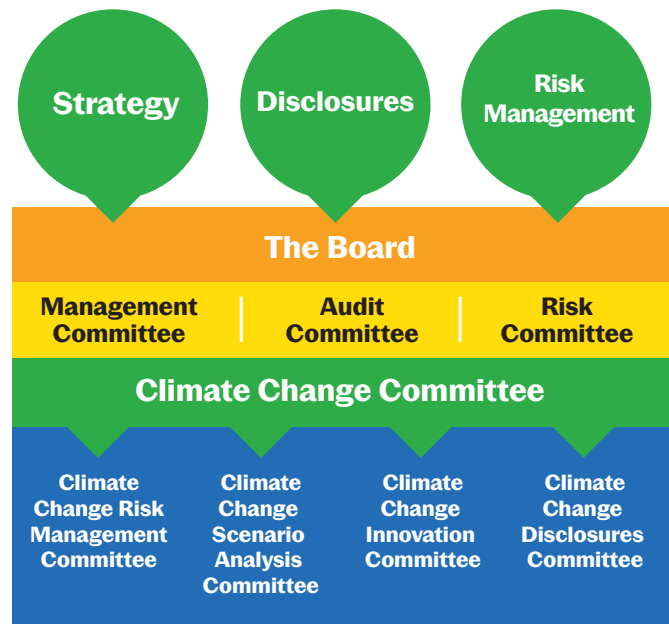 Strategy
Disclosures
Risk
Management
The Board
Management
Committee
Audit
Committee
Risk
Committee
Climate Change Committee
Climate
Change Risk
Management
Committee
Climate
Change
Scenario
Analysis
Committee
Climate
Change
Innovation
Committee
Climate
Change
Disclosures
Committee